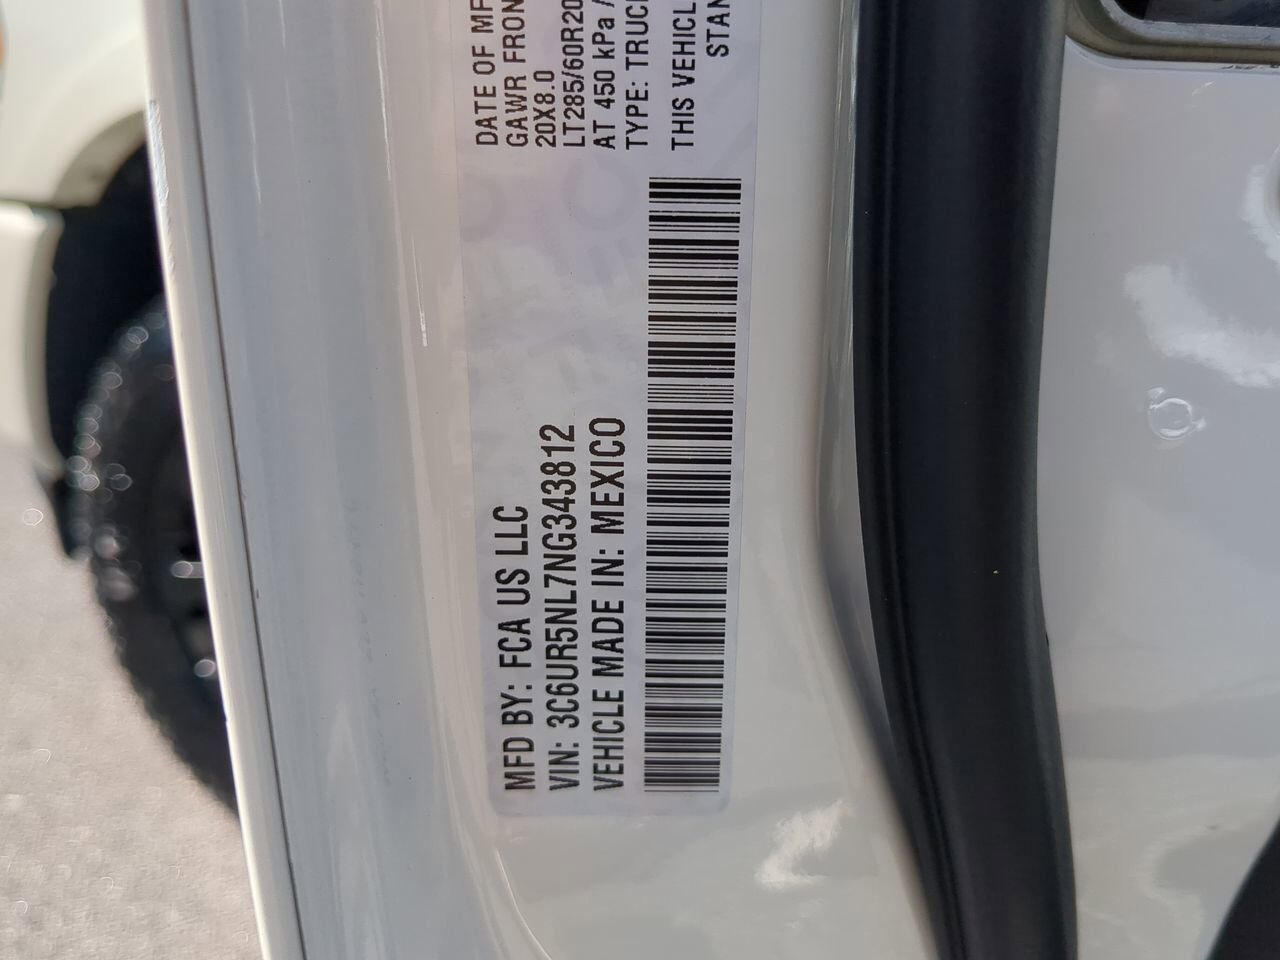 MFD BY: FCA US LLC
VIN: 3C6UR5NL7NG343812
VEHICLE MADE IN: MEXICO
DATE OF MF
GAWR FRON
20X8.0
LT285/60R20
AT 450 kPa /
TYPE: TRUCK
THIS VEHICL
STAN